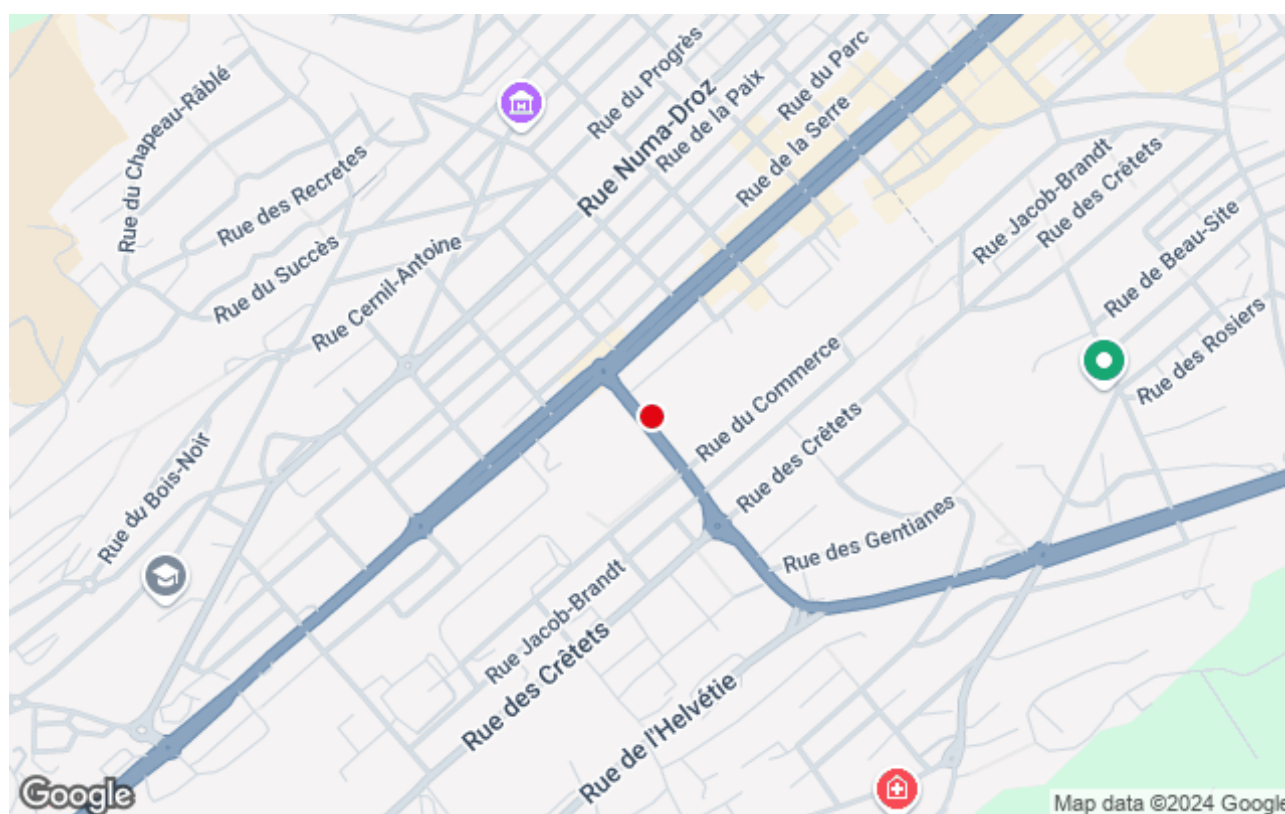 Rue du Chapeau-Râblé
Rue du Progrès
Rue Numa-Droz
Rue de la Paix
Rue du Parc
Rue de la Serre
Rue des Recretes
Rue du Succès
Rue Cernil-Antoine
Rue Jacob-Brandt
Rue des Crêtets
Rue de Beau-Site
Rue des Rosiers
Rue du Commerce
Rue des Crêtets
Rue du Bois-Noir
Rue des Gentianes
Rue Jacob-Brandt
Rue des Crêtets
Rue de l'Helvétie
Google
Map data ©2024 Google